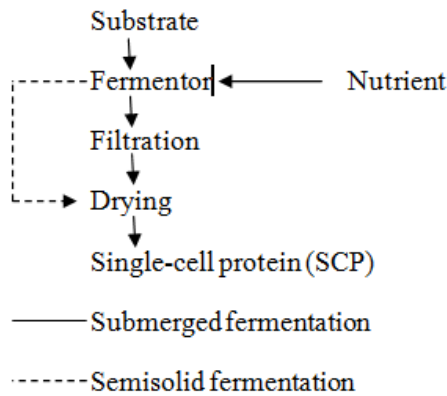 Substrate
Fermentor Nutrient
Filtration
Drying
Single-cell protein (SCP)
Submerged fermentation
Semisolid fermentation